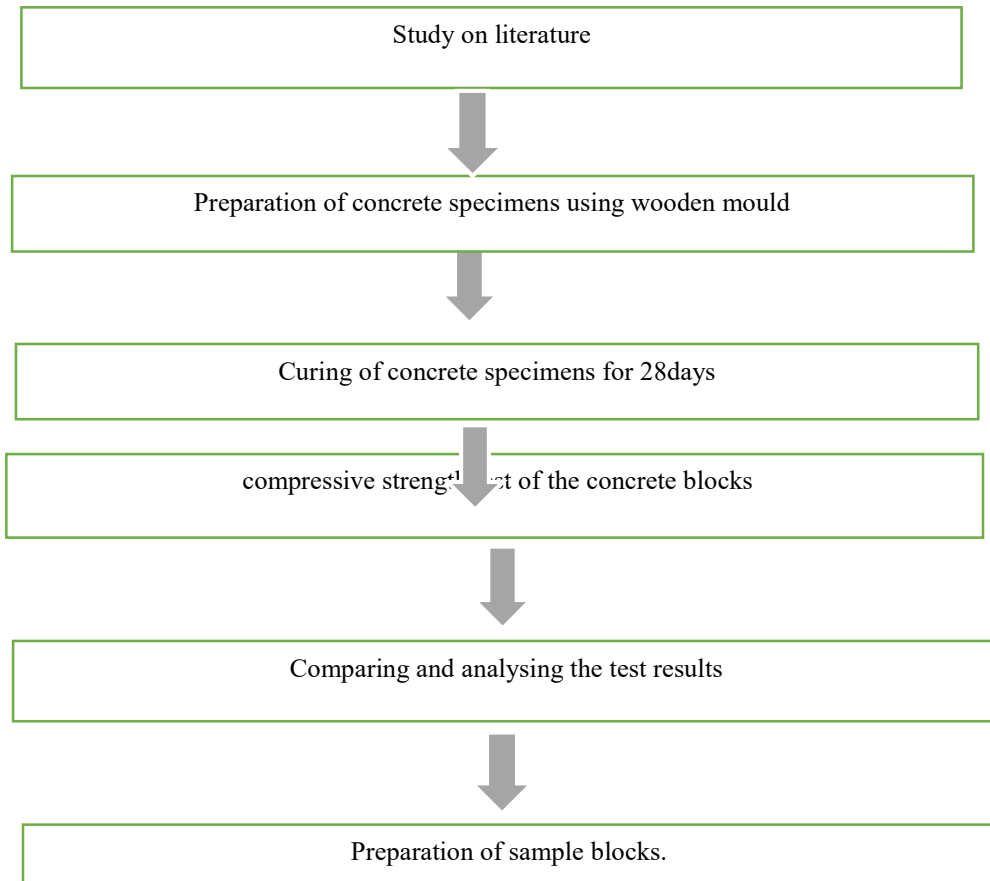 Study on literature
Preparation of concrete specimens using wooden mould
Curing of concrete specimens for 28days
compressive strength test of the concrete blocks
Comparing and analysing the test results
Preparation of sample blocks.